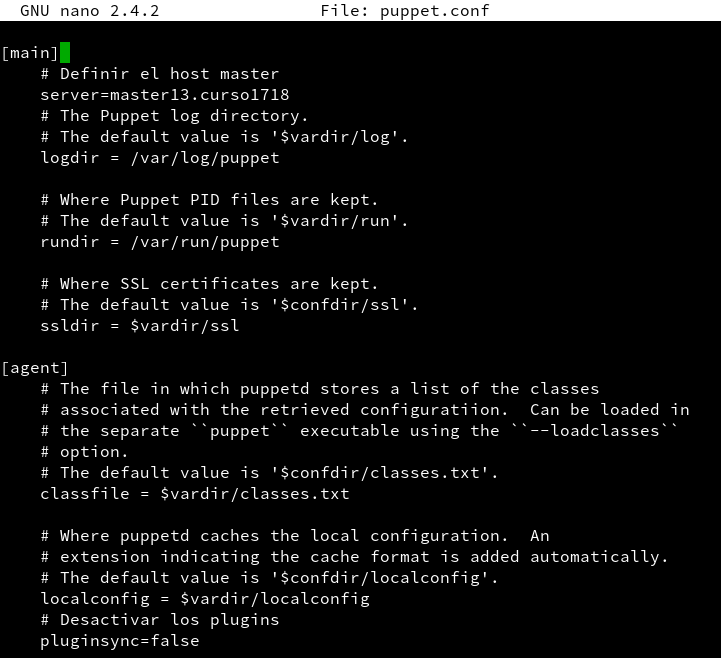 GNU nano 2.4.2 File: puppet.conf
[main]
# Definir el host master
server=master13.curso1718
# The Puppet log directory.
# The default value is '$vardir/log'.
logdir = /var/log/puppet
# Where Puppet PID files are kept.
# The default value is '$vardir/run'.
rundir = /var/run/puppet
# Where SSL certificates are kept.
# The default value is '$confdir/ssl'.
ssldir = $vardir/ssl
[agent]
# The file in which puppetd stores a list of the classes
# associated with the retrieved configuratiion.  Can be loaded in
# the separate ``puppet`` executable using the ``--loadclasses``
# option.
# The default value is '$confdir/classes.txt'.
classfile = $vardir/classes.txt
# Where puppetd caches the local configuration.  An
# extension indicating the cache format is added automatically.
# The default value is '$confdir/localconfig'.
localconfig = $vardir/localconfig
# Desactivar los plugins
pluginsync=false